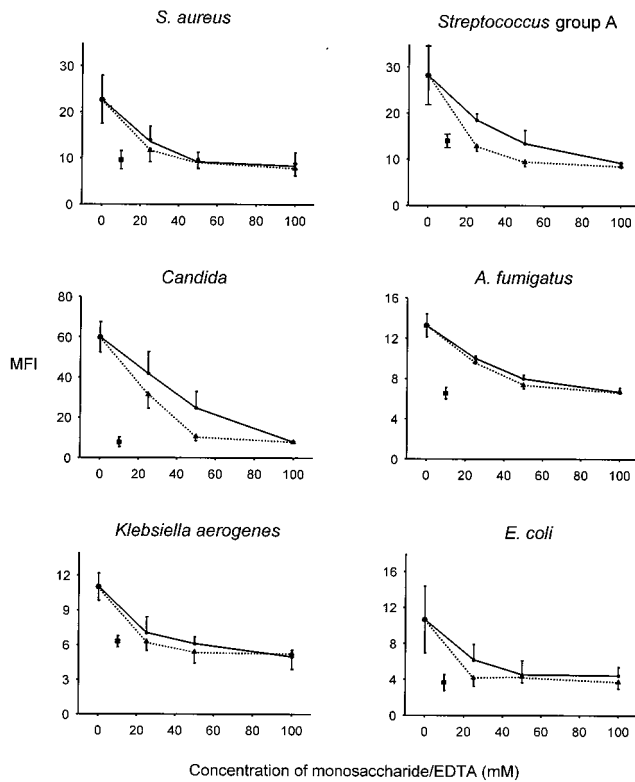 S. aureus
Streptococcus group A
30
20
10
0
0 20 40 60 80 100
30
20
10
0
0 20 40 60 80 100
Candida
A. fumigatus
MFI
80
60
40
20
0
0 20 40 60 80 100
16
12
8
4
0
0 20 40 60 80 100
Klebsiella aerogenes
E. coli
12
9
6
3
0
0 20 40 60 80 100
16
12
8
4
0
0 20 40 60 80 100
Concentration of monosaccharide/EDTA (mM)